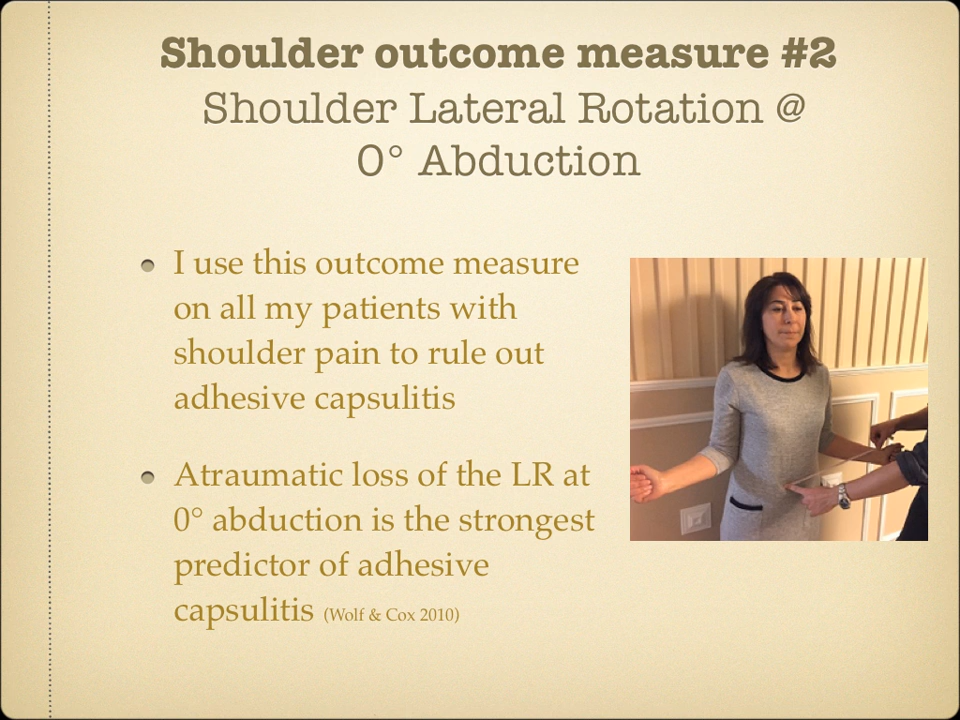 Shoulder outcome measure #2
Shoulder Lateral Rotation @
0° Abduction
I use this outcome measure
on all my patients with
shoulder pain to rule out
adhesive capsulitis
Atraumatic loss of the LR at
0° abduction is the strongest
predictor of adhesive
capsulitis (Wolf & Cox 2010)